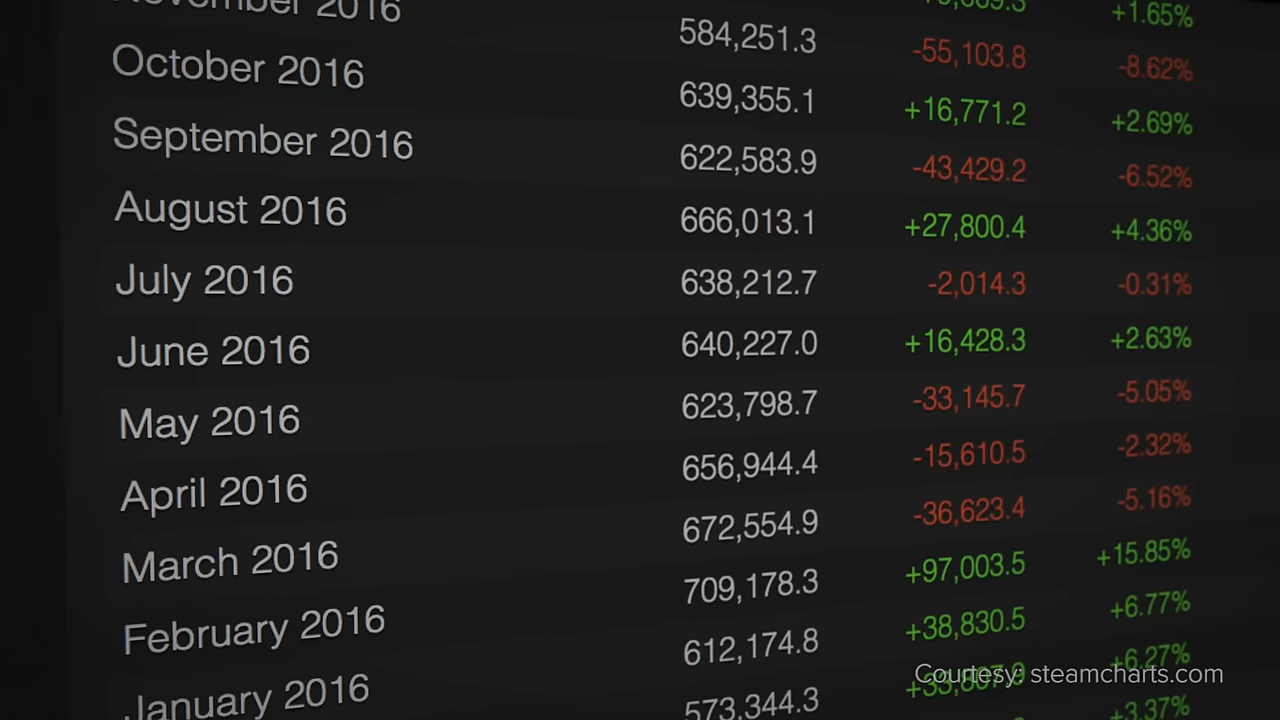 +1.65%
November 2016 584,251.3 -55,103.8 -8.62%
October 2016 639,355.1 +16,771.2 +2.69%
September 2016 622,583.9 -43,429.2 -6.52%
August 2016 666,013.1 +27,800.4 +4.36%
July 2016 638,212.7 -2,014.3 -0.31%
June 2016 640,227.0 +16,428.3 +2.63%
May 2016 623,798.7 -33,145.7 -5.05%
April 2016 656,944.4 -15,610.5 -2.32%
March 2016 672,554.9 -36,623.4 -5.16%
February 2016 709,178.3 +97,003.5 +15.85%
January 2016 612,174.8 +38,830.5 +6.77%
573,344.3 +6.27%
+3.37%
Courtesy: steamcharts.com